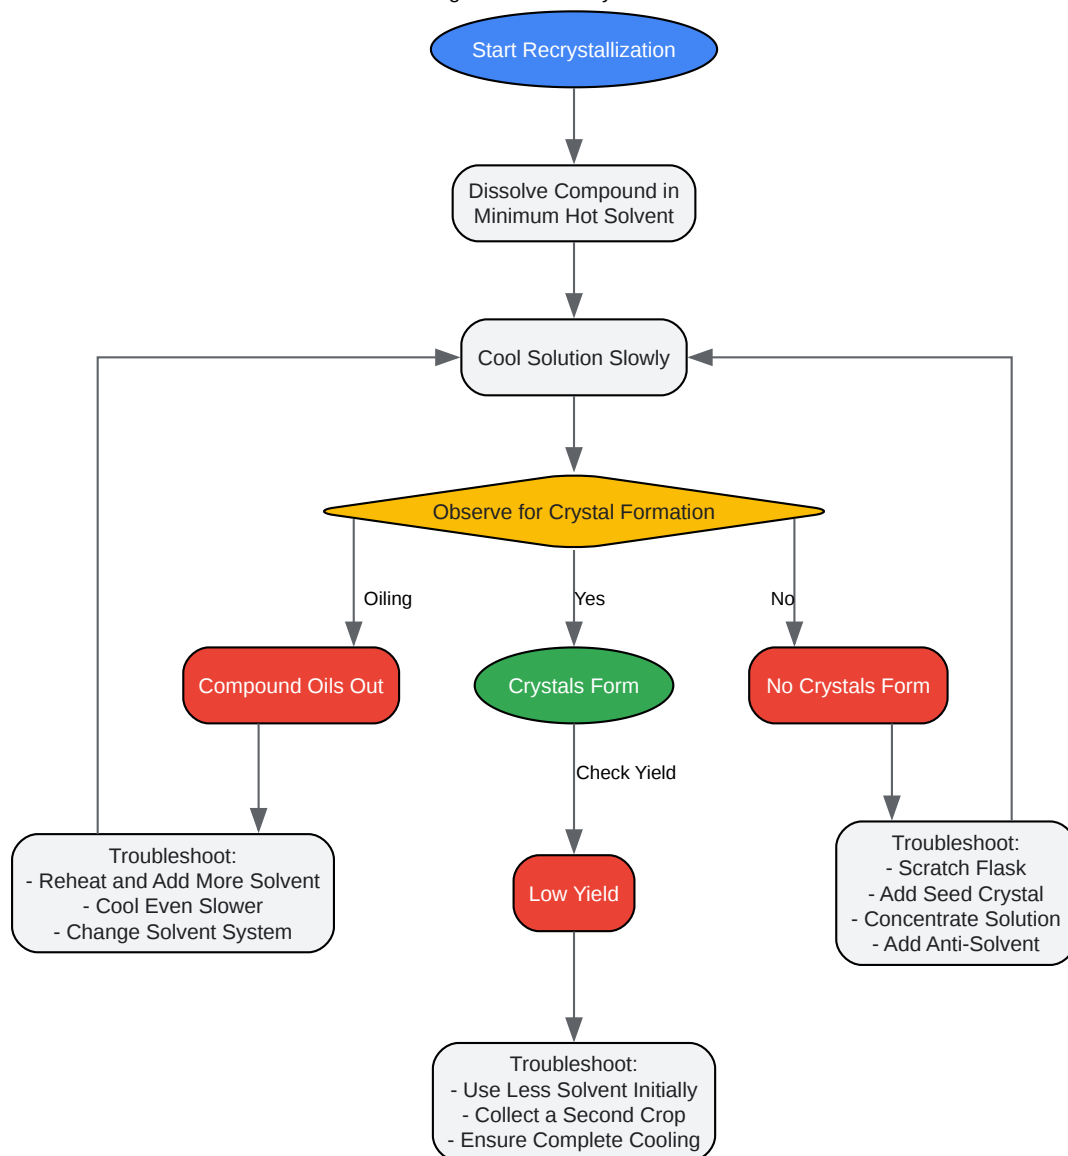 Start Recrystallization
Dissolve Compound in
Minimum Hot Solvent
Cool Solution Slowly
Observe for Crystal Formation
Oiling
Yes
No
Compound Oils Out
Crystals Form
No Crystals Form
Check Yield
Troubleshoot:
- Reheat and Add More Solvent
- Cool Even Slower
- Change Solvent System
Low Yield
Troubleshoot:
- Scratch Flask
- Add Seed Crystal
- Concentrate Solution
- Add Anti-Solvent
Troubleshoot:
- Use Less Solvent Initially
- Collect a Second Crop
- Ensure Complete Cooling